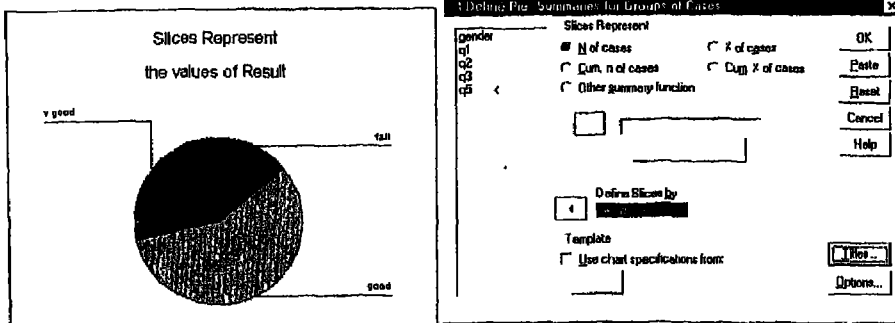 Slices Represent
the values of Result
v good
fail
good
Define Pie: Summaries for Groups of Cases
gender
q1
q2
q3
q5
Slices Represent
N of cases
% of cases
Cum. n of cases
Cum % of cases
Other summary function
Define Slices by
Template
Use chart specifications from:
OK
Paste
Reset
Cancel
Help
Titles...
Options...